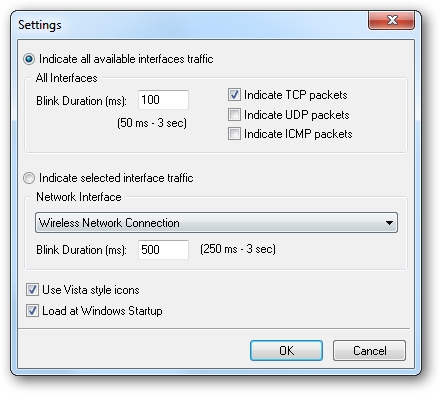 Settings
Indicate all available interfaces traffic
All Interfaces
Blink Duration (ms): 100
(50 ms - 3 sec)
Indicate TCP packets
Indicate UDP packets
Indicate ICMP packets
Indicate selected interface traffic
Network Interface
Wireless Network Connection
Blink Duration (ms): 500 (250 ms - 3 sec)
Use Vista style icons
Load at Windows Startup
OK Cancel